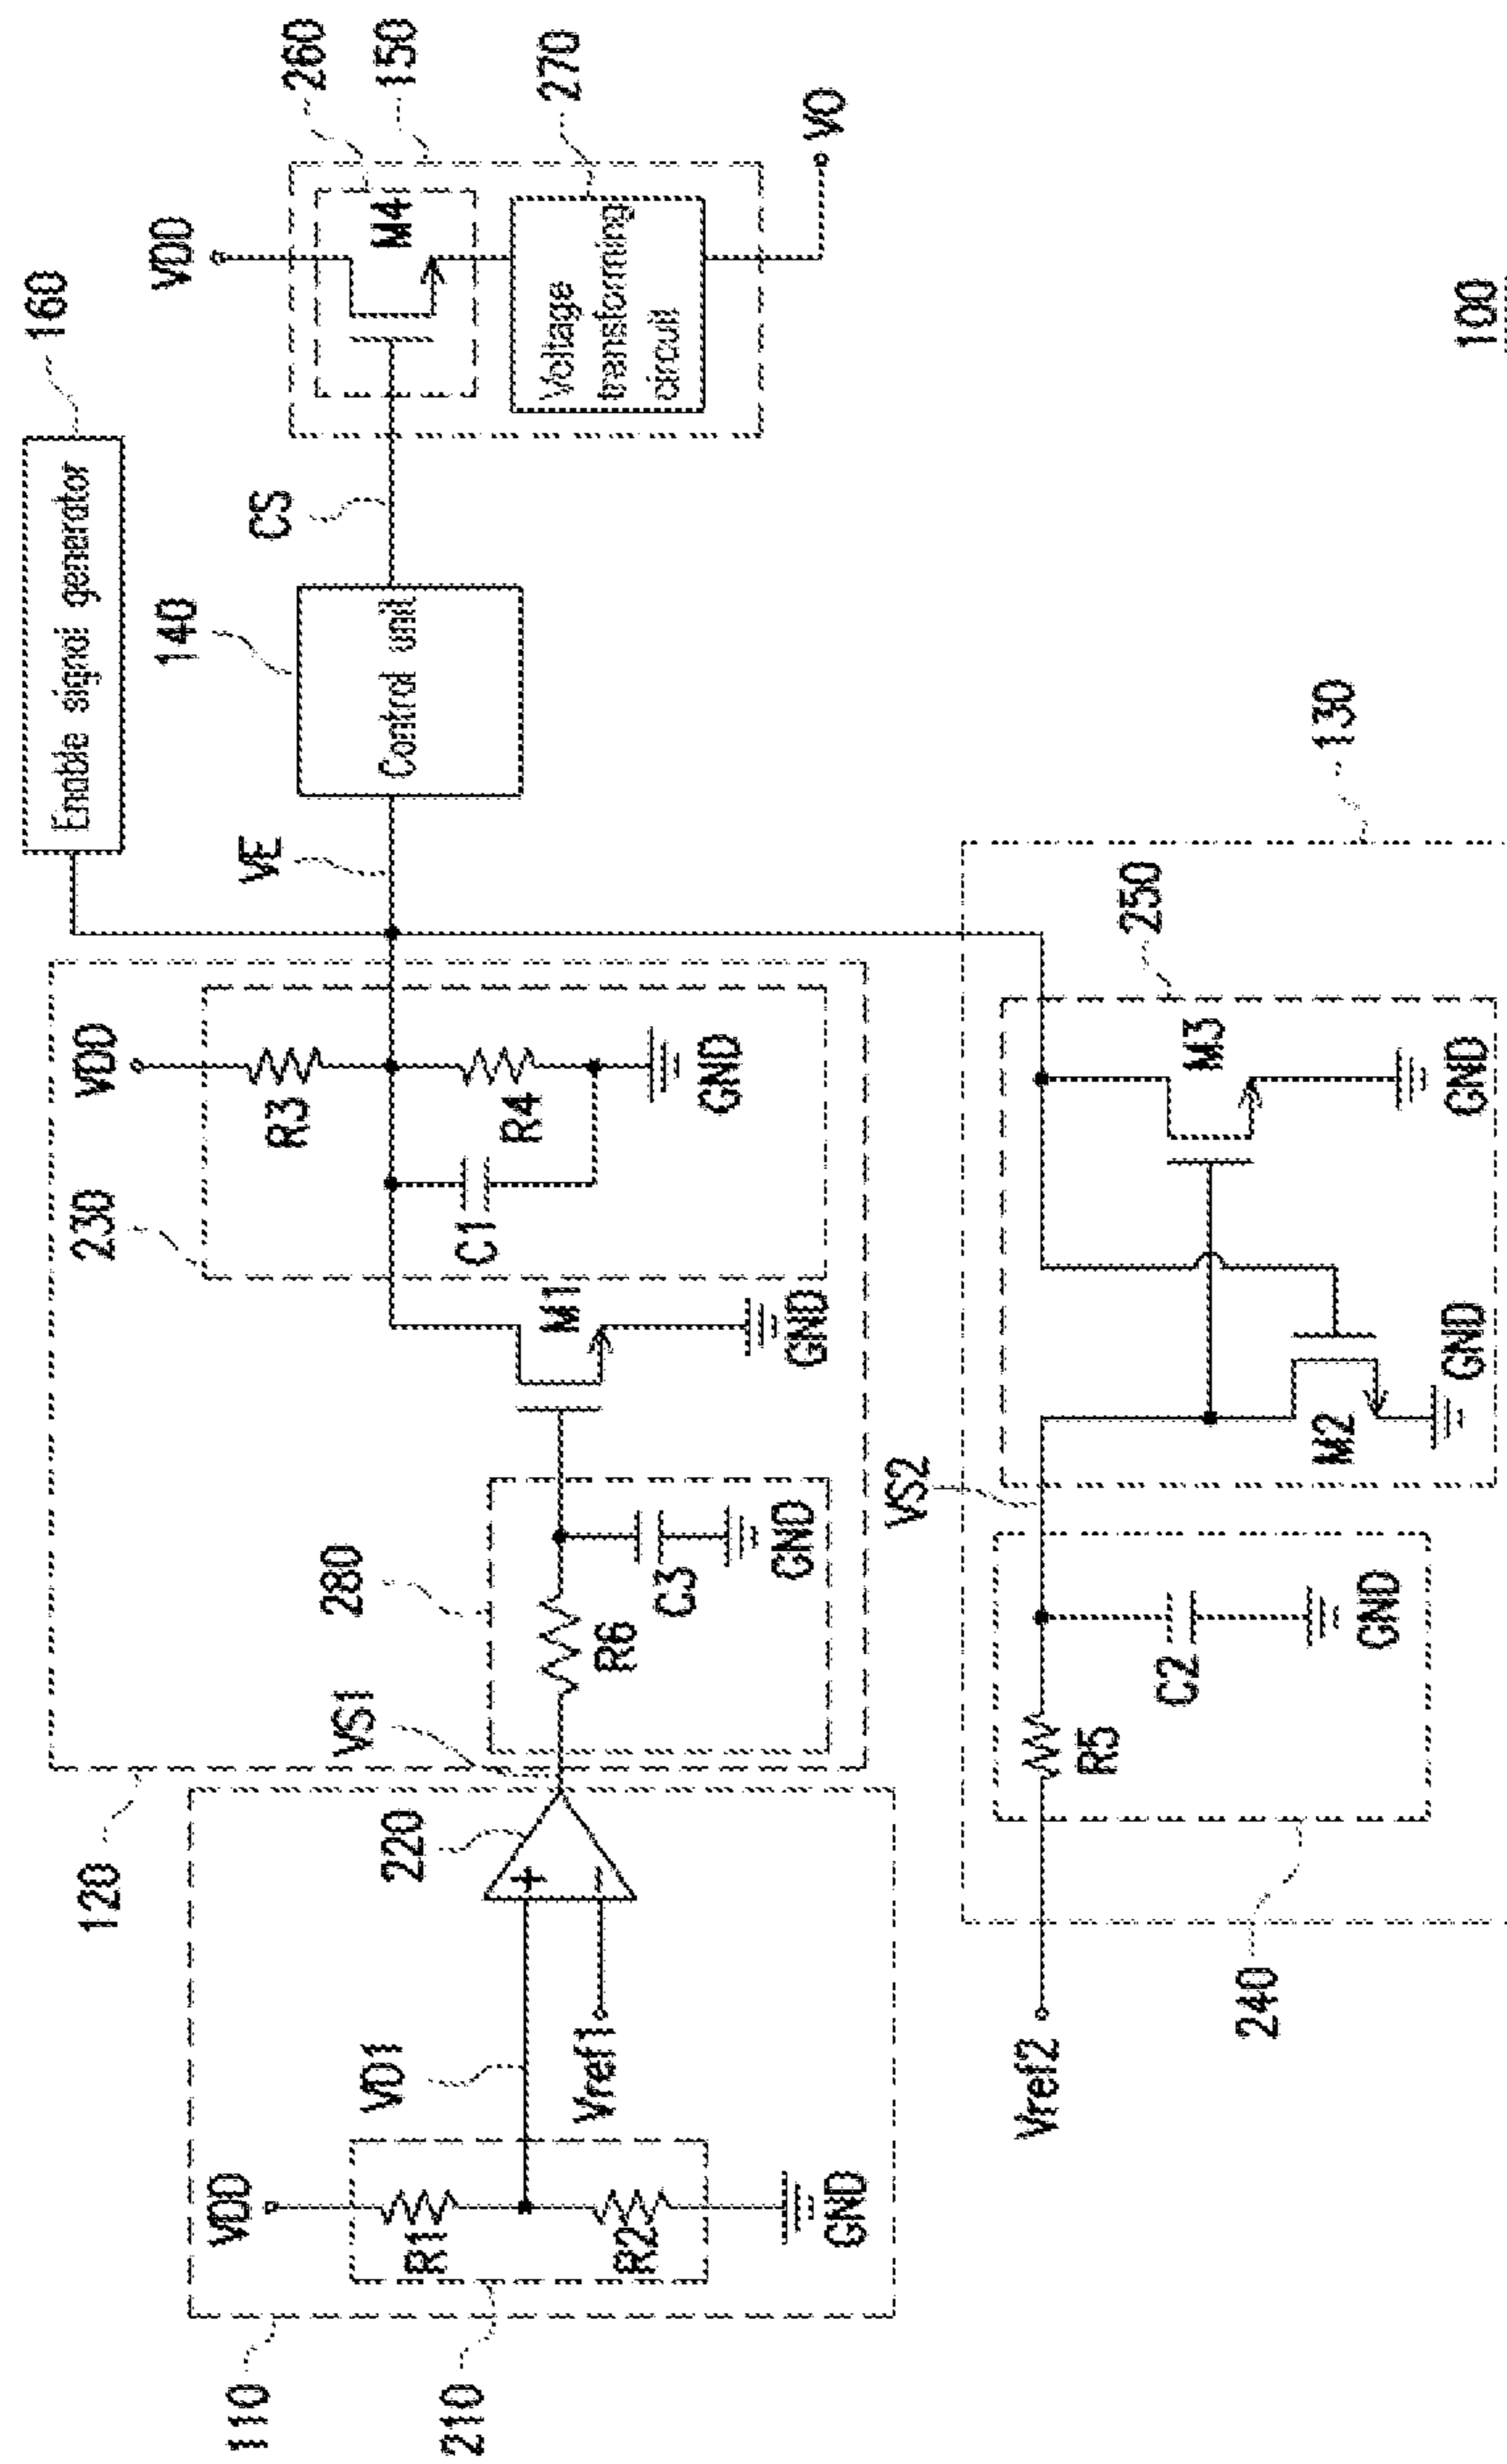 Enable signal generator
160
VDD
260
150
M4
270
Voltage
transforming
circuit
VO
CS
140
Control unit
VE
VDD
R3
R4
C1
GND
230
M1
GND
280
R6
C3
GND
VS1
120
220
+
−
VD1
Vref1
VDD
R1
R2
GND
110
210
130
250
M3
GND
M2
GND
VS2
C2
GND
R5
240
Vref2
100